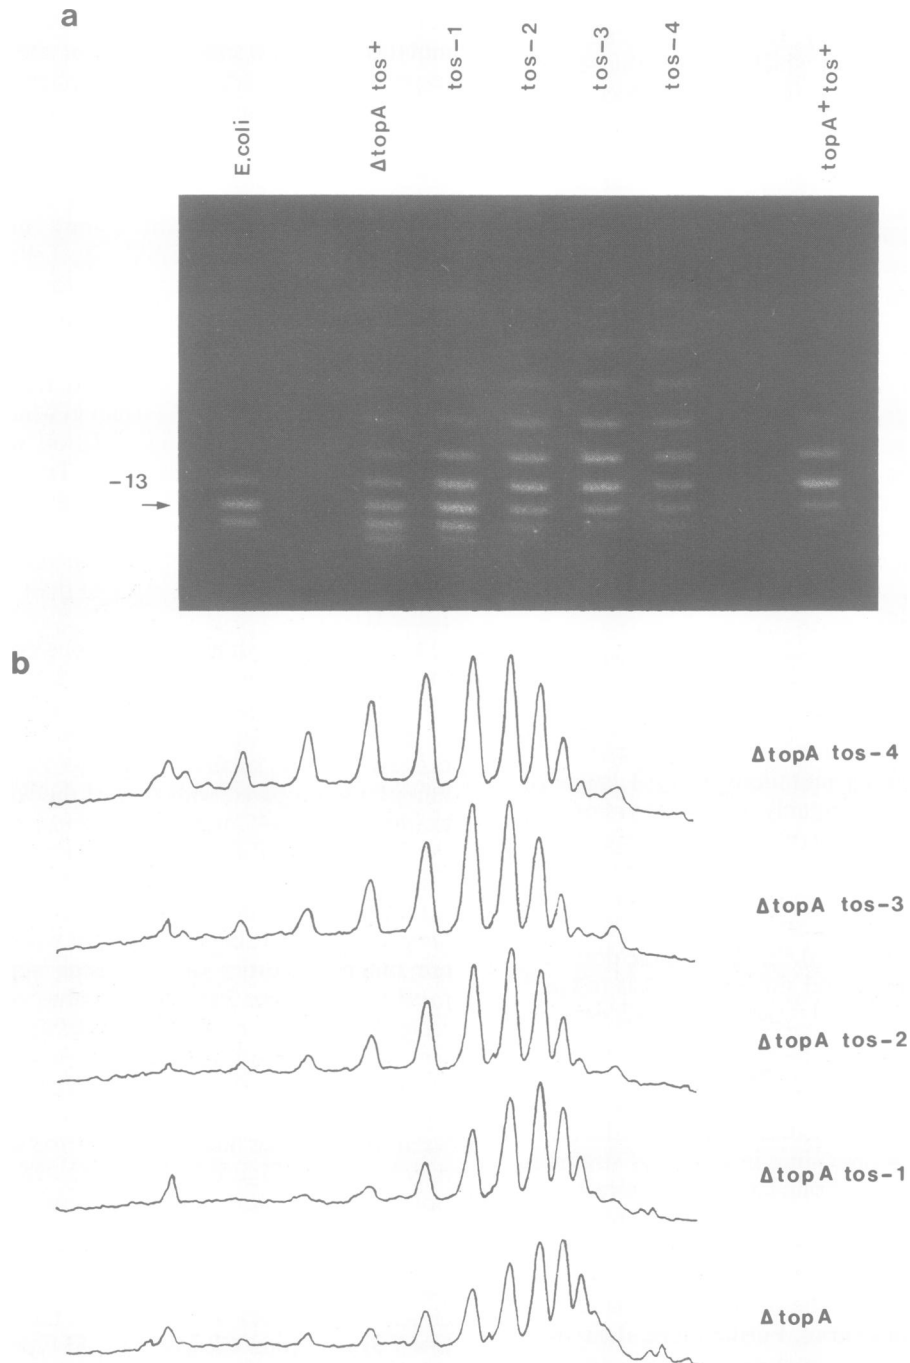 a
E.coli
ΔtopA tos+
tos-1
tos-2
tos-3
tos-4
topA+ tos+
-13
b
ΔtopA tos-4
ΔtopA tos-3
ΔtopA tos-2
ΔtopA tos-1
ΔtopA